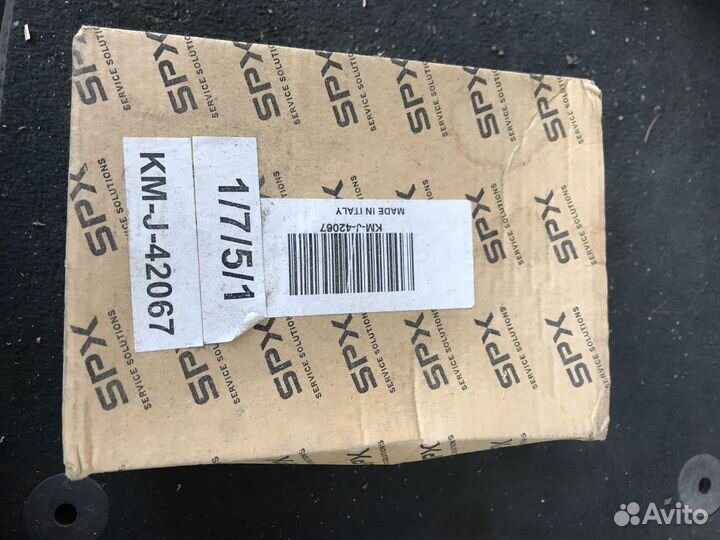 SPX
SERVICE SOLUTIONS
KM-J-42067
1/7/5/1
KM-J-42067
MADE IN ITALY
Avito